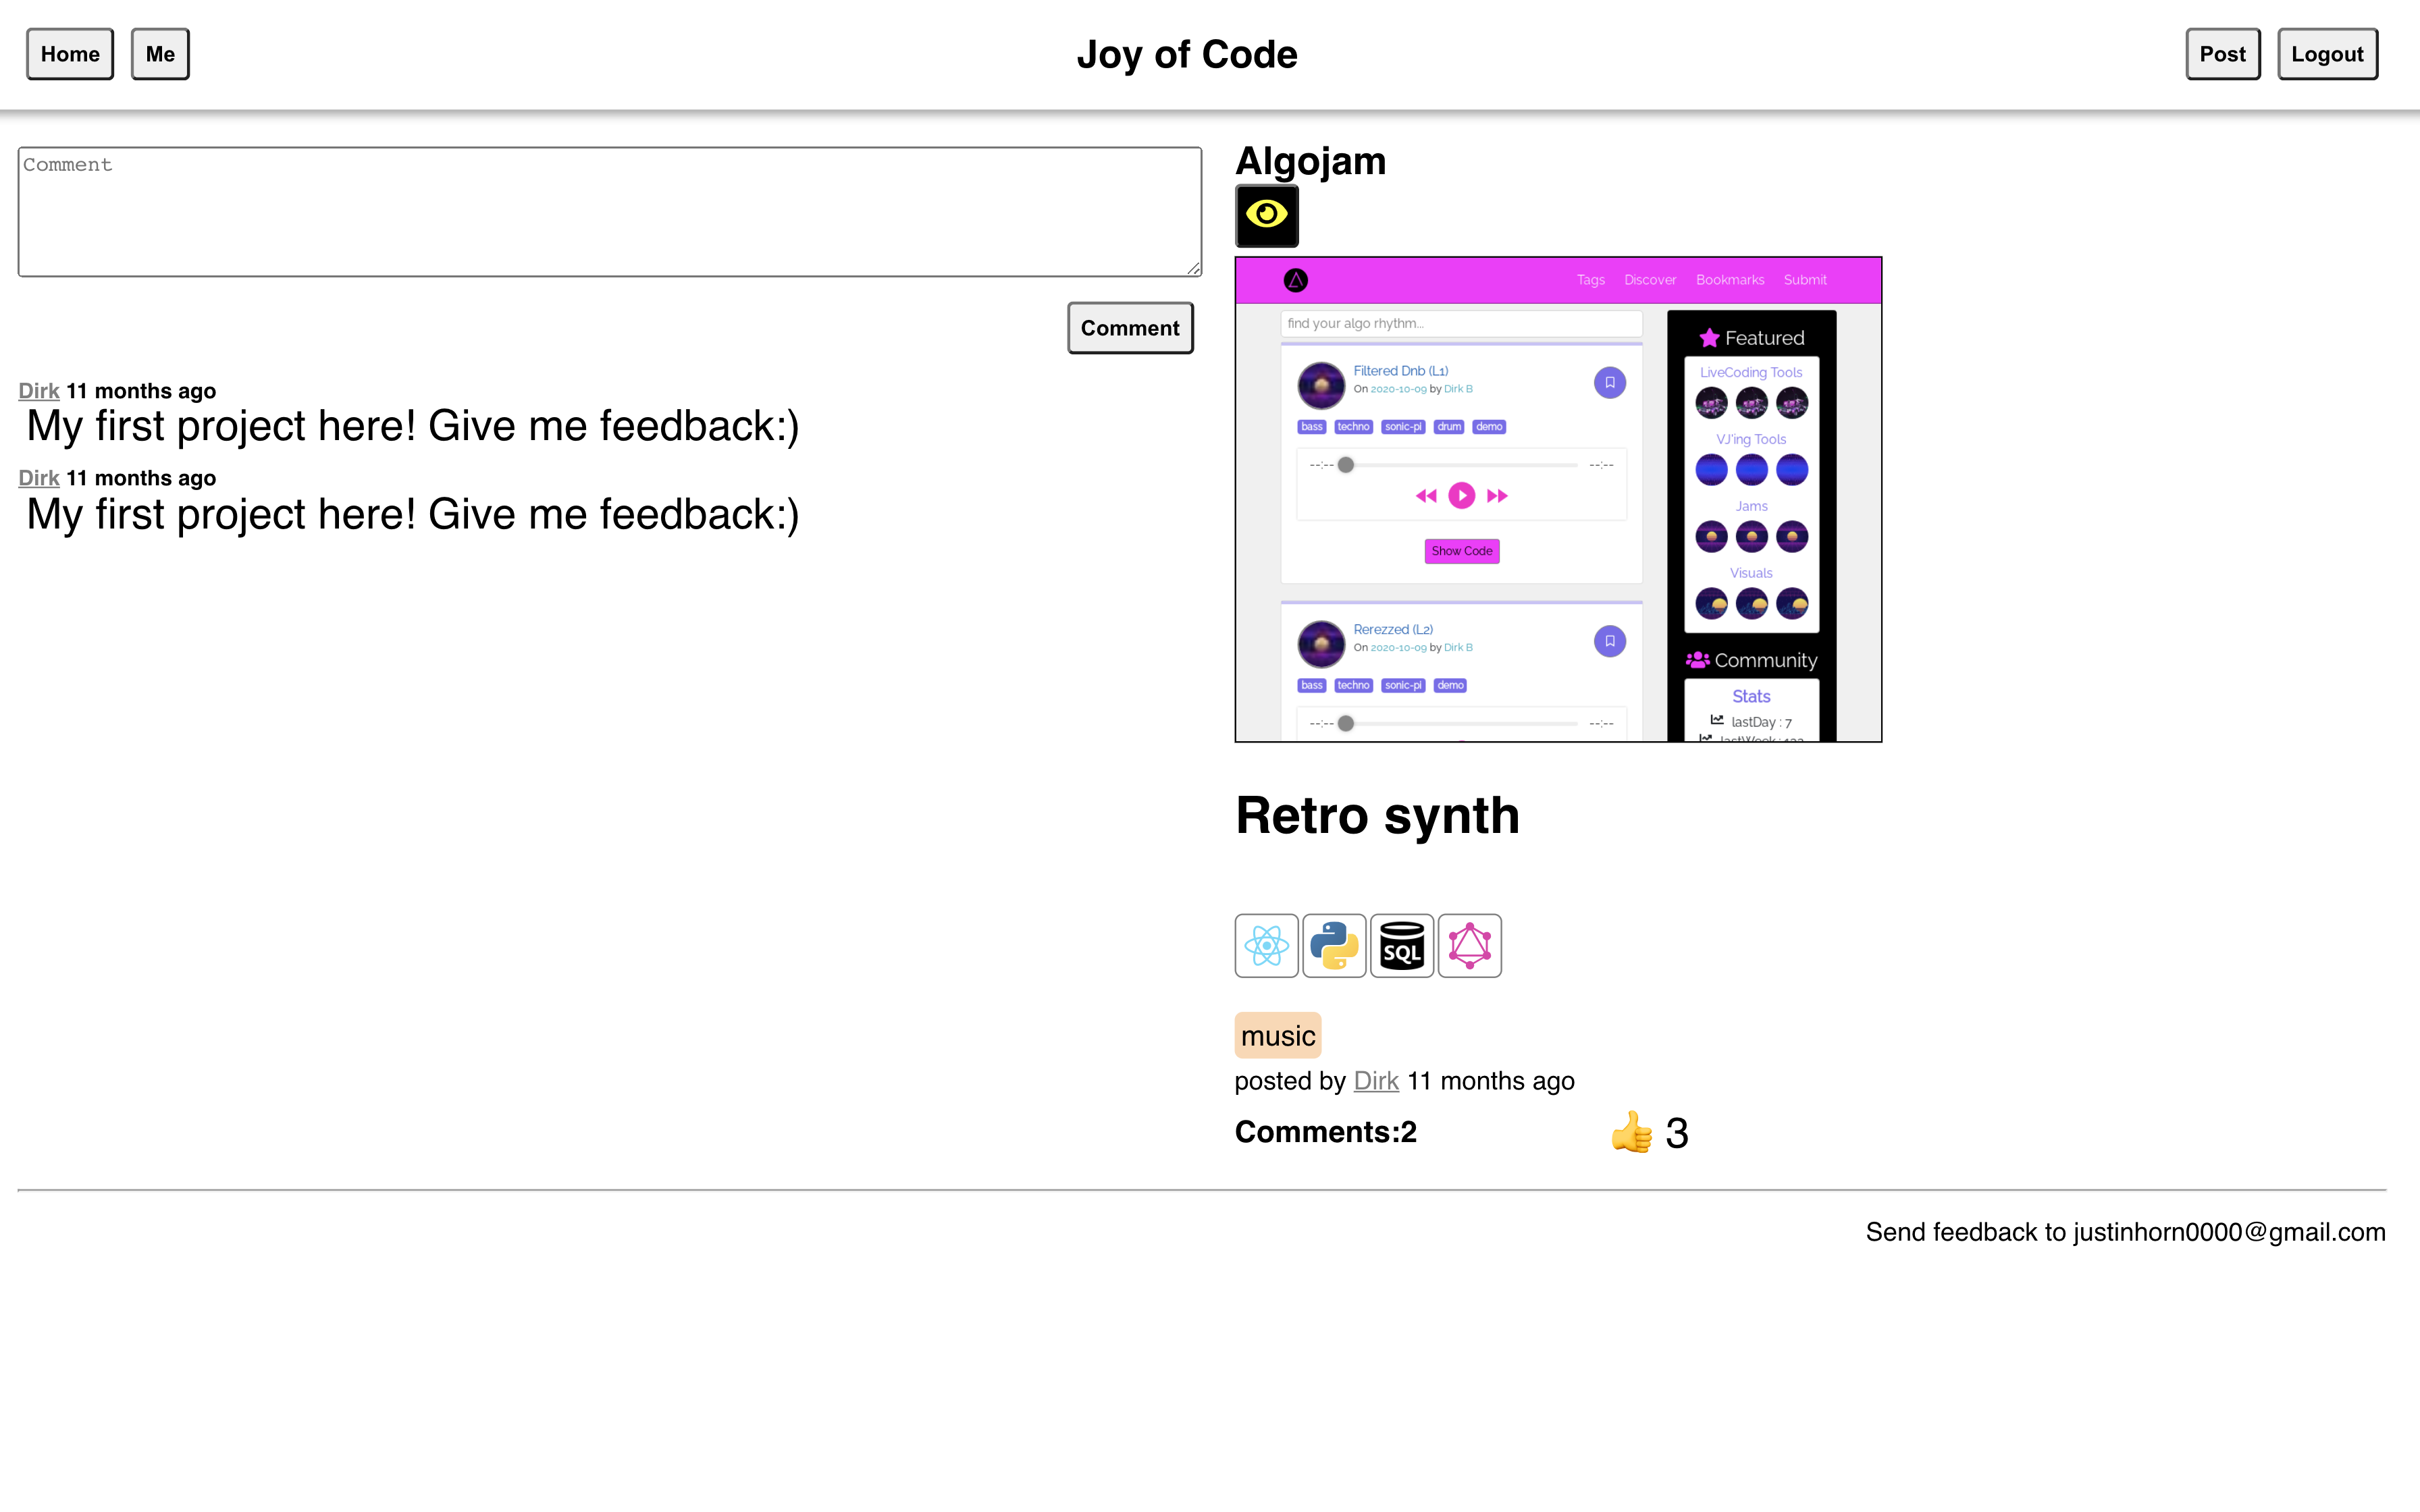 Home Me Joy of Code Post Logout
Comment
Comment
Dirk 11 months ago
My first project here! Give me feedback:)
Dirk 11 months ago
My first project here! Give me feedback:)
Algojam
Tags Discover Bookmarks Submit
find your algo rhythm...
Filtered Dnb (L1)
On 2020-10-09 by Dirk B
bass techno sonic-pi drum demo
--:-- --:--
Show Code
Rerezzed (L2)
On 2020-10-09 by Dirk B
bass techno sonic-pi demo
--:-- --:--
Featured
LiveCoding Tools
VJ'ing Tools
Jams
Visuals
Community
Stats
lastDay : 7
Retro synth
SQL
music
posted by Dirk 11 months ago
Comments:2 3
Send feedback to justinhorn0000@gmail.com